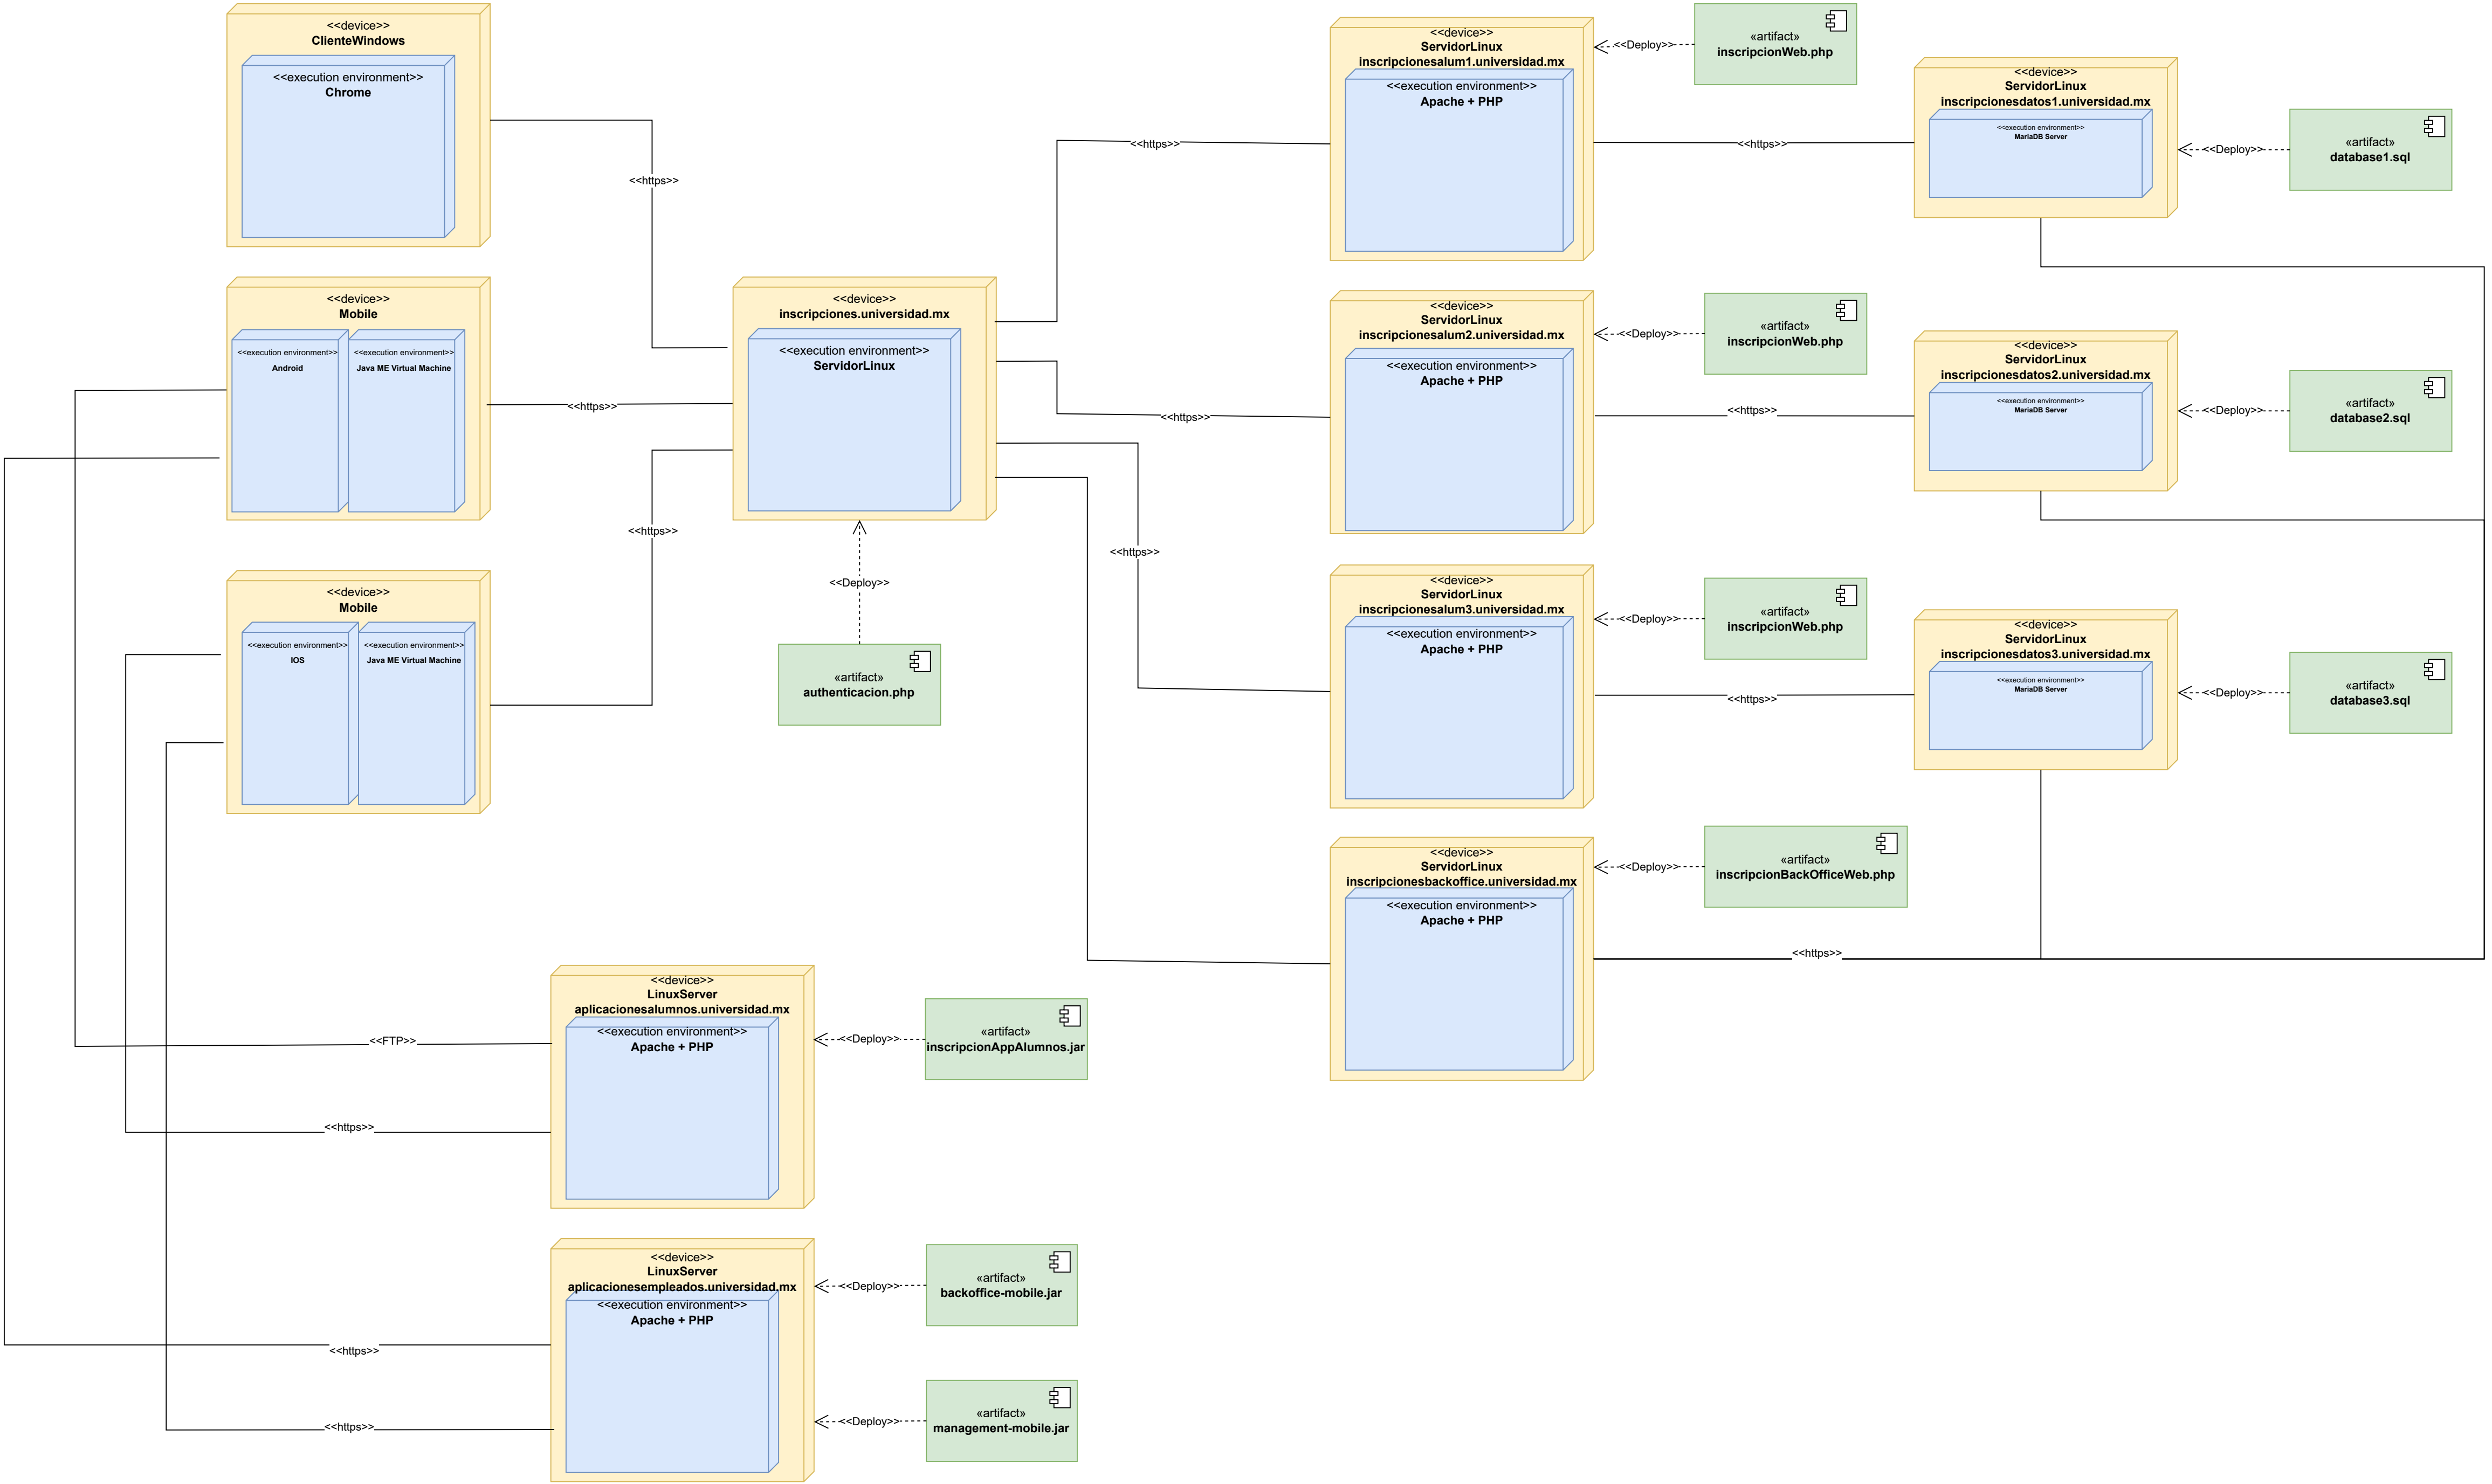 <<device>>
ClienteWindows
<<execution environment>>
Chrome
<<https>>
<<device>>
Mobile
<<execution environment>>
Android
<<execution environment>>
Java ME Virtual Machine
<<https>>
<<device>>
Mobile
<<execution environment>>
IOS
<<execution environment>>
Java ME Virtual Machine
<<https>>
<<device>>
inscripciones.universidad.mx
<<execution environment>>
ServidorLinux
<<Deploy>>
«artifact»
authenticacion.php
<<https>>
<<https>>
<<https>>
<<device>>
ServidorLinux
inscripcionesalum1.universidad.mx
<<execution environment>>
Apache + PHP
<<Deploy>>
«artifact»
inscripcionWeb.php
<<https>>
<<device>>
ServidorLinux
inscripcionesdatos1.universidad.mx
<<execution environment>>
MariaDB Server
<<Deploy>>
«artifact»
database1.sql
<<device>>
ServidorLinux
inscripcionesalum2.universidad.mx
<<execution environment>>
Apache + PHP
<<Deploy>>
«artifact»
inscripcionWeb.php
<<https>>
<<device>>
ServidorLinux
inscripcionesdatos2.universidad.mx
<<execution environment>>
MariaDB Server
<<Deploy>>
«artifact»
database2.sql
<<device>>
ServidorLinux
inscripcionesalum3.universidad.mx
<<execution environment>>
Apache + PHP
<<Deploy>>
«artifact»
inscripcionWeb.php
<<https>>
<<device>>
ServidorLinux
inscripcionesdatos3.universidad.mx
<<execution environment>>
MariaDB Server
<<Deploy>>
«artifact»
database3.sql
<<device>>
ServidorLinux
inscripcionesbackoffice.universidad.mx
<<execution environment>>
Apache + PHP
<<Deploy>>
«artifact»
inscripcionBackOfficeWeb.php
<<https>>
<<device>>
LinuxServer
aplicacionesalumnos.universidad.mx
<<execution environment>>
Apache + PHP
<<FTP>>
<<https>>
<<Deploy>>
«artifact»
inscripcionAppAlumnos.jar
<<device>>
LinuxServer
aplicacionesempleados.universidad.mx
<<execution environment>>
Apache + PHP
<<https>>
<<https>>
<<Deploy>>
«artifact»
backoffice-mobile.jar
<<Deploy>>
«artifact»
management-mobile.jar